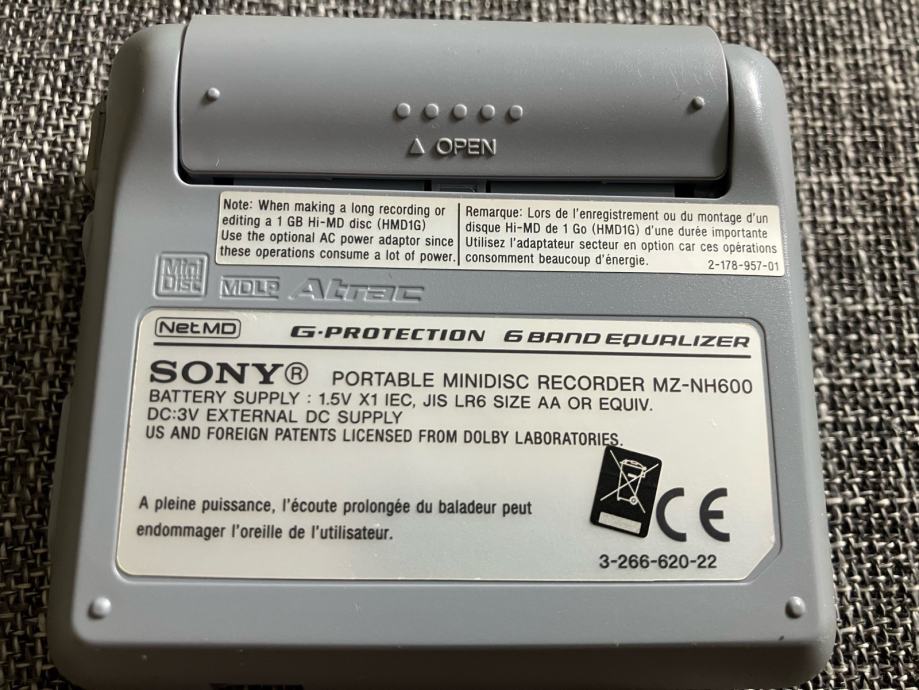 △ OPEN
Note: When making a long recording or
editing a 1 GB Hi-MD disc (HMD1G)
Use the optional AC power adaptor since
these operations consume a lot of power.
Remarque: Lors de l'enregistrement ou du montage d'un
disque Hi-MD de 1 Go (HMD1G) d'une durée importante
Utilisez l'adaptateur secteur en option car ces opérations
consomment beaucoup d'énergie.
2-178-957-01
Mini
Disc
MDLP Atrac
Net MD G-PROTECTION 6 BAND EQUALIZER
SONY® PORTABLE MINIDISC RECORDER MZ-NH600
BATTERY SUPPLY : 1.5V X1 IEC, JIS LR6 SIZE AA OR EQUIV.
DC:3V EXTERNAL DC SUPPLY
US AND FOREIGN PATENTS LICENSED FROM DOLBY LABORATORIES.
A pleine puissance, l'écoute prolongée du baladeur peut
endommager l'oreille de l'utilisateur.
CE
3-266-620-22